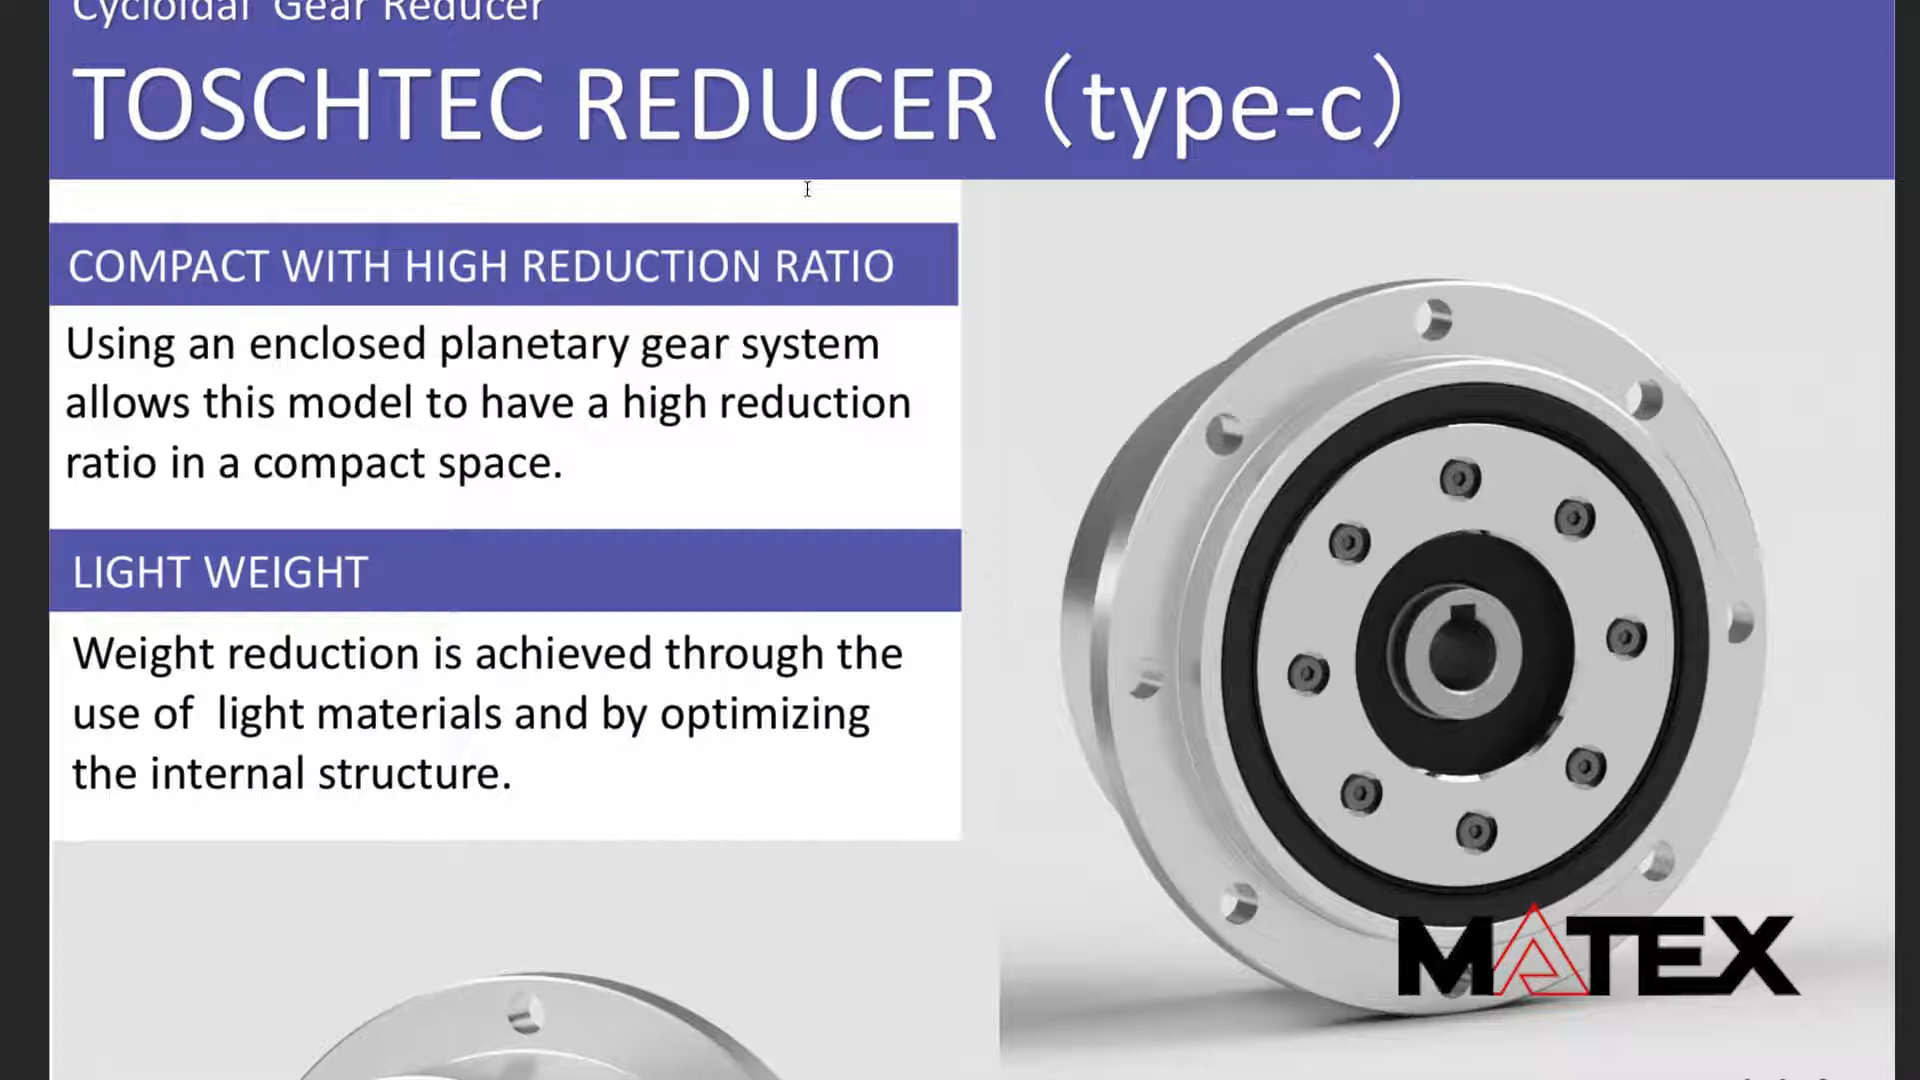 Cycloidal Gear Reducer
TOSCHTEC REDUCER（type-c）
COMPACT WITH HIGH REDUCTION RATIO
Using an enclosed planetary gear system
allows this model to have a high reduction
ratio in a compact space.
LIGHT WEIGHT
Weight reduction is achieved through the
use of light materials and by optimizing
the internal structure.
MATEX